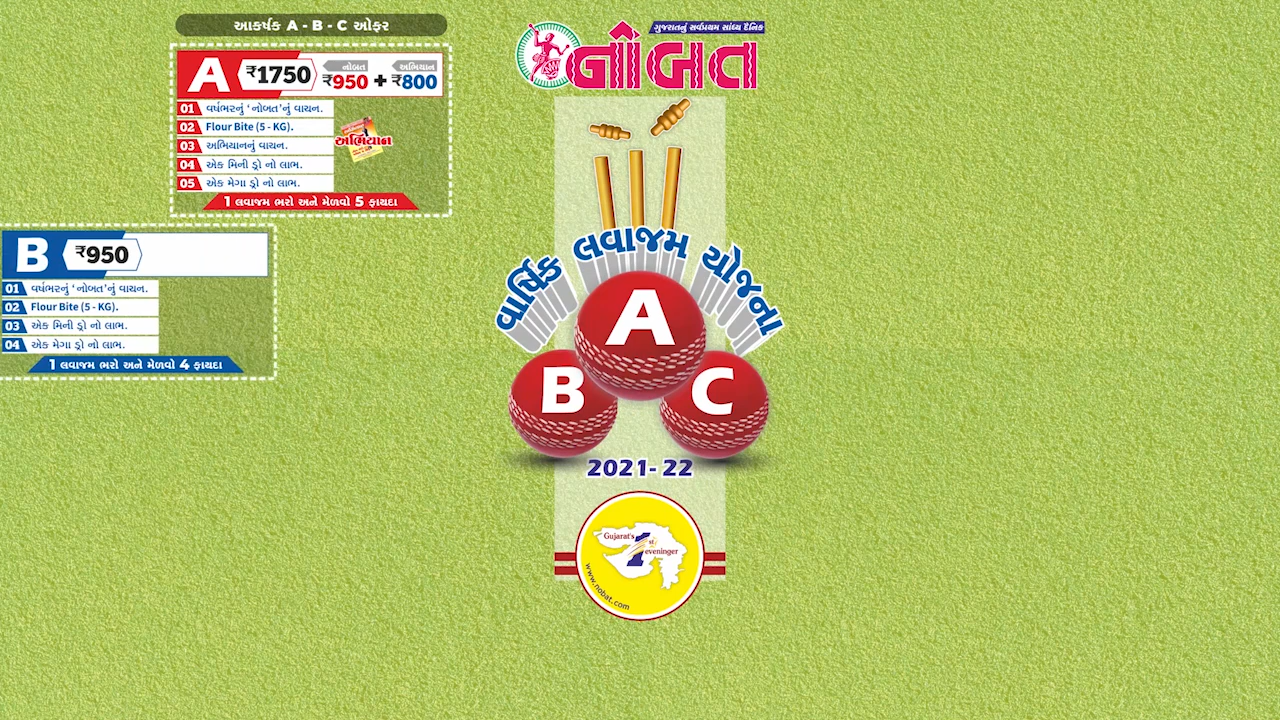 આકર્ષક A - B - C ઓફર
A ₹1750 નોબત ₹950 + અભિયાન ₹800
01 વર્ષભરનું 'નોબત'નું વાચન.
02 Flour Bite (5 - KG).
03 અભિયાનનું વાચન.
04 એક મિની ડ્રો નો લાભ.
05 એક મેગા ડ્રો નો લાભ.
અભિયાન
1 લવાજમ ભરો અને મેળવો 5 ફાયદા
B ₹950
01 વર્ષભરનું 'નોબત'નું વાચન.
02 Flour Bite (5 - KG).
03 એક મિની ડ્રો નો લાભ.
04 એક મેગા ડ્રો નો લાભ.
1 લવાજમ ભરો અને મેળવો 4 ફાયદા
ગુજરાતનું સર્વપ્રથમ સાંધ્ય દૈનિક
નોબત
વાર્ષિક લવાજમ યોજના
A
B C
2021- 22
Gujarat's 1st eveninger
www.nobat.com